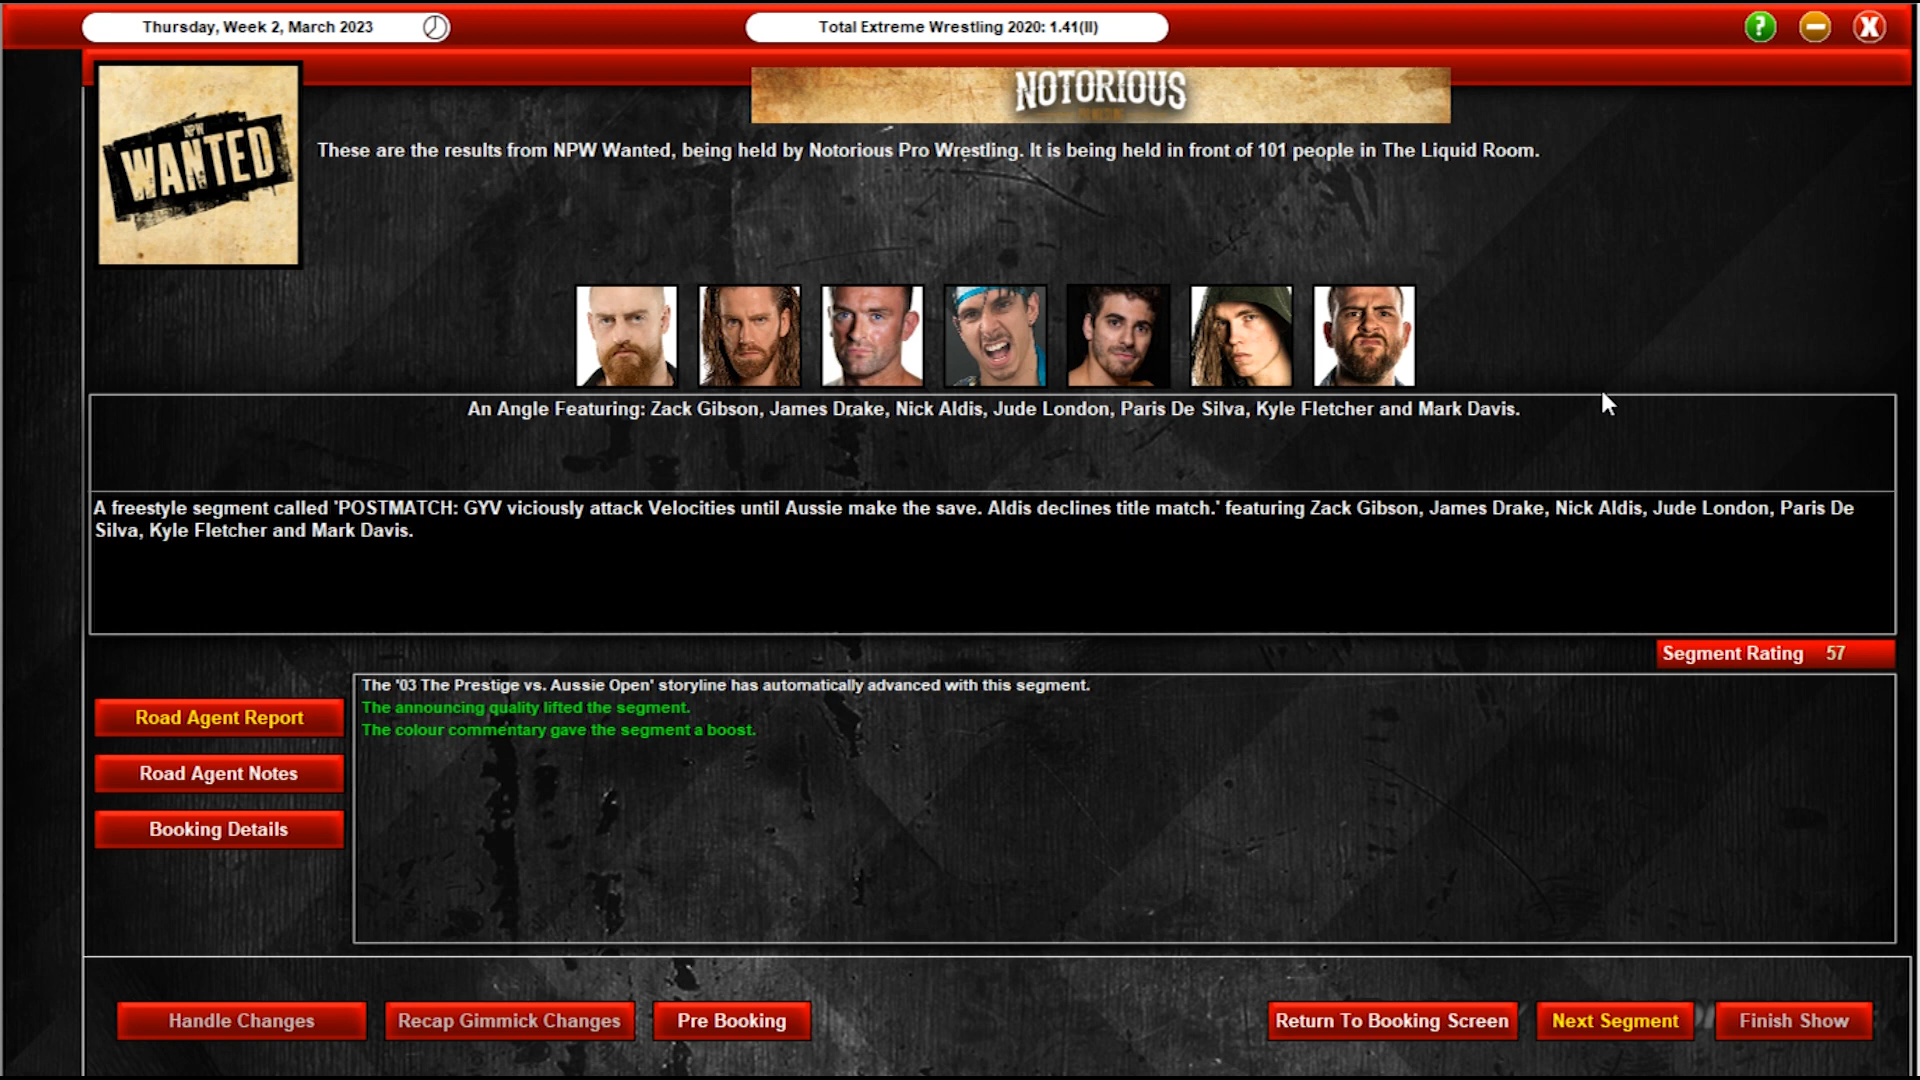 Thursday, Week 2, March 2023
Total Extreme Wrestling 2020: 1.41(II)
?
X
NPW
WANTED
NOTORIOUS
These are the results from NPW Wanted, being held by Notorious Pro Wrestling. It is being held in front of 101 people in The Liquid Room.
An Angle Featuring: Zack Gibson, James Drake, Nick Aldis, Jude London, Paris De Silva, Kyle Fletcher and Mark Davis.
A freestyle segment called 'POSTMATCH: GYV viciously attack Velocities until Aussie make the save. Aldis declines title match.' featuring Zack Gibson, James Drake, Nick Aldis, Jude London, Paris De
Silva, Kyle Fletcher and Mark Davis.
Segment Rating 57
The '03 The Prestige vs. Aussie Open' storyline has automatically advanced with this segment.
The announcing quality lifted the segment.
The colour commentary gave the segment a boost.
Road Agent Report
Road Agent Notes
Booking Details
Handle Changes
Recap Gimmick Changes
Pre Booking
Return To Booking Screen
Next Segment
Finish Show